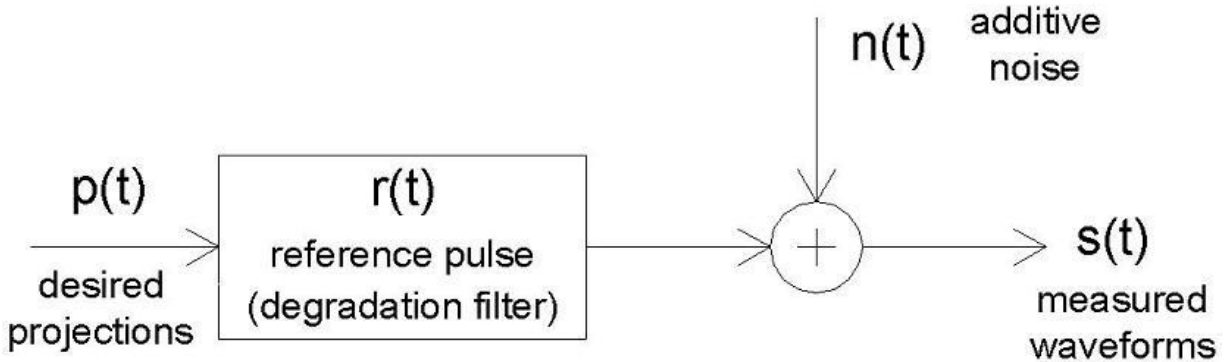 n(t)
additive
noise
p(t)
desired
projections
r(t)
reference pulse
(degradation filter)
+
s(t)
measured
waveforms